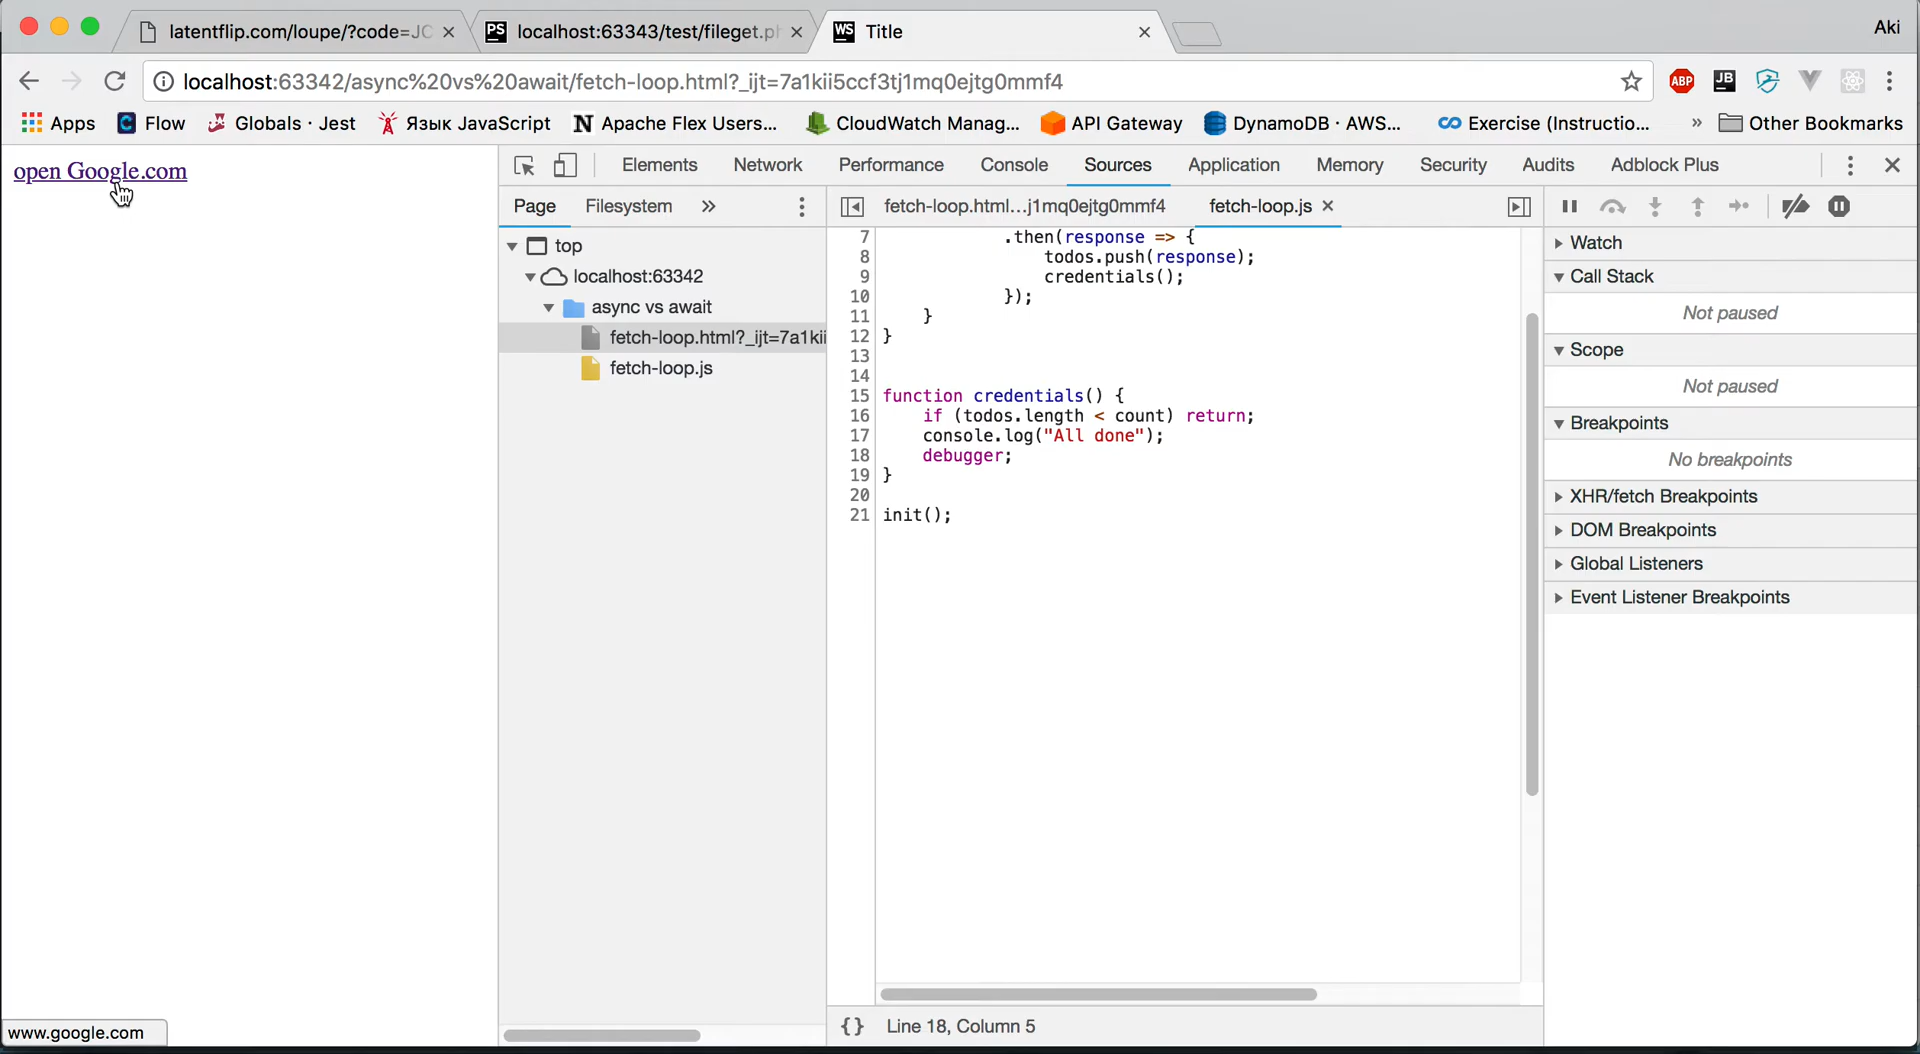 latentflip.com/loupe/?code=JC
PS localhost:63343/test/fileget.ph
WS Title
Aki
localhost:63342/async%20vs%20await/fetch-loop.html?_ijt=7a1kii5ccf3tj1mq0ejtg0mmf4
ABP
JB
Apps
Flow
Globals · Jest
Язык JavaScript
N Apache Flex Users...
CloudWatch Manag...
API Gateway
DynamoDB · AWS...
Exercise (Instructio...
»
Other Bookmarks
open Google.com
Elements Network Performance Console Sources Application Memory Security Audits Adblock Plus
Page Filesystem »
top
localhost:63342
async vs await
fetch-loop.html?_ijt=7a1kii
fetch-loop.js
fetch-loop.html...j1mq0ejtg0mmf4
fetch-loop.js
7 .then(response => {
8 todos.push(response);
9 credentials();
10 });
11 }
12 }
13
14
15 function credentials() {
16 if (todos.length < count) return;
17 console.log("All done");
18 debugger;
19 }
20
21 init();
{} Line 18, Column 5
Watch
Call Stack
Not paused
Scope
Not paused
Breakpoints
No breakpoints
XHR/fetch Breakpoints
DOM Breakpoints
Global Listeners
Event Listener Breakpoints
www.google.com